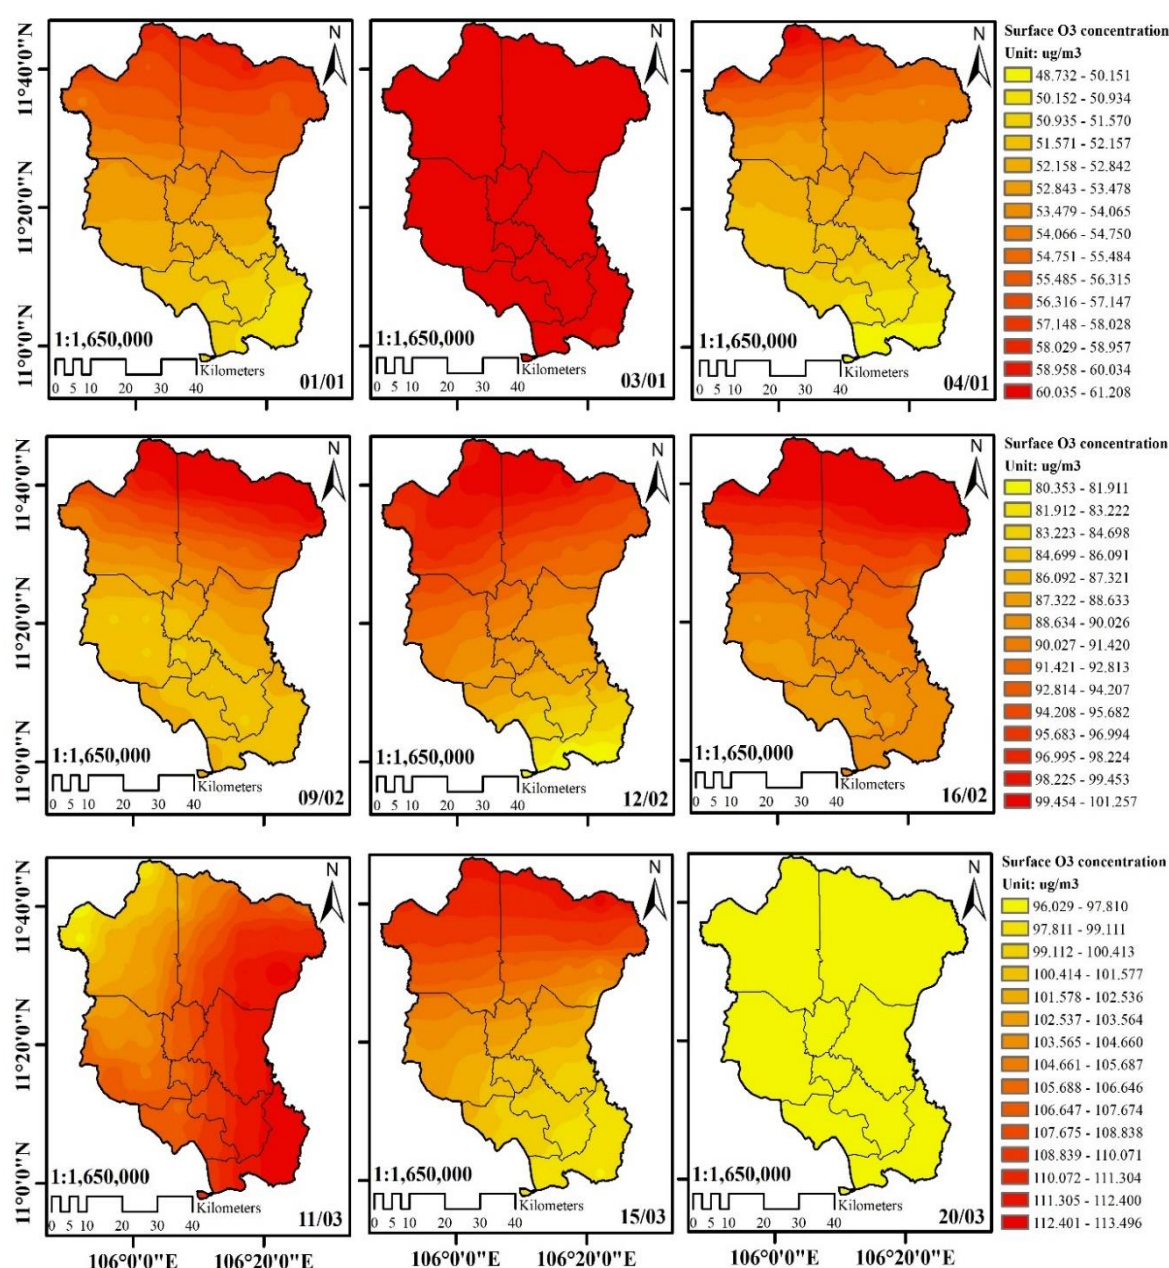 N
N
N
11°40'0"N
11°20'0"N
11°0'0"N
1:1,650,000
0 5 10 20 30 40
Kilometers
01/01
1:1,650,000
0 5 10 20 30 40
Kilometers
03/01
1:1,650,000
0 5 10 20 30 40
Kilometers
04/01
Surface O3 concentration
Unit: ug/m3
48.732 - 50.151
50.152 - 50.934
50.935 - 51.570
51.571 - 52.157
52.158 - 52.842
52.843 - 53.478
53.479 - 54.065
54.066 - 54.750
54.751 - 55.484
55.485 - 56.315
56.316 - 57.147
57.148 - 58.028
58.029 - 58.957
58.958 - 60.034
60.035 - 61.208
N
N
N
11°40'0"N
11°20'0"N
11°0'0"N
1:1,650,000
0 5 10 20 30 40
Kilometers
09/02
1:1,650,000
0 5 10 20 30 40
Kilometers
12/02
1:1,650,000
0 5 10 20 30 40
Kilometers
16/02
Surface O3 concentration
Unit: ug/m3
80.353 - 81.911
81.912 - 83.222
83.223 - 84.698
84.699 - 86.091
86.092 - 87.321
87.322 - 88.633
88.634 - 90.026
90.027 - 91.420
91.421 - 92.813
92.814 - 94.207
94.208 - 95.682
95.683 - 96.994
96.995 - 98.224
98.225 - 99.453
99.454 - 101.257
N
N
N
11°40'0"N
11°20'0"N
11°0'0"N
1:1,650,000
0 5 10 20 30 40
Kilometers
11/03
1:1,650,000
0 5 10 20 30 40
Kilometers
15/03
1:1,650,000
0 5 10 20 30 40
Kilometers
20/03
Surface O3 concentration
Unit: ug/m3
96.029 - 97.810
97.811 - 99.111
99.112 - 100.413
100.414 - 101.577
101.578 - 102.536
102.537 - 103.564
103.565 - 104.660
104.661 - 105.687
105.688 - 106.646
106.647 - 107.674
107.675 - 108.838
108.839 - 110.071
110.072 - 111.304
111.305 - 112.400
112.401 - 113.496
106°0'0"E 106°20'0"E
106°0'0"E 106°20'0"E
106°0'0"E 106°20'0"E